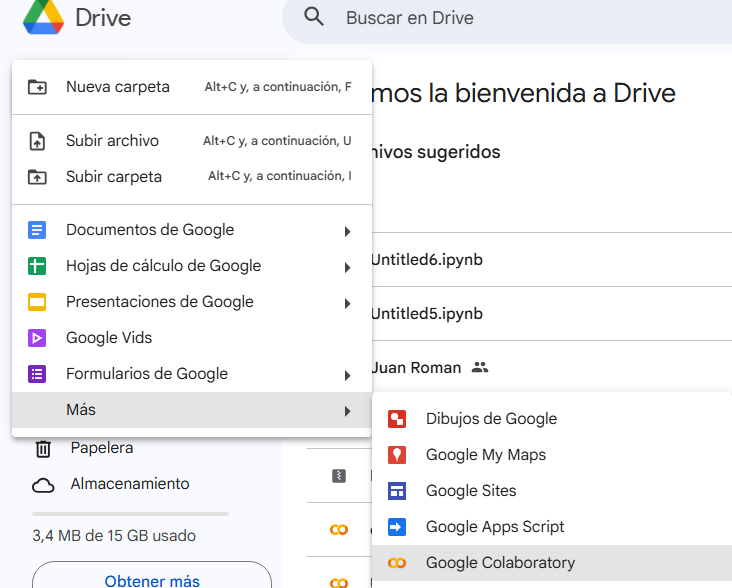 Drive
Buscar en Drive
Nueva carpeta Alt+C y, a continuación, F
Subir archivo Alt+C y, a continuación, U
Subir carpeta Alt+C y, a continuación, I
Documentos de Google
Hojas de cálculo de Google
Presentaciones de Google
Google Vids
Formularios de Google
Más
Papelera
Almacenamiento
3,4 MB de 15 GB usado
Obtener más
mos la bienvenida a Drive
hivos sugeridos
Untitled6.ipynb
Untitled5.ipynb
Juan Roman
Dibujos de Google
Google My Maps
Google Sites
Google Apps Script
Google Colaboratory